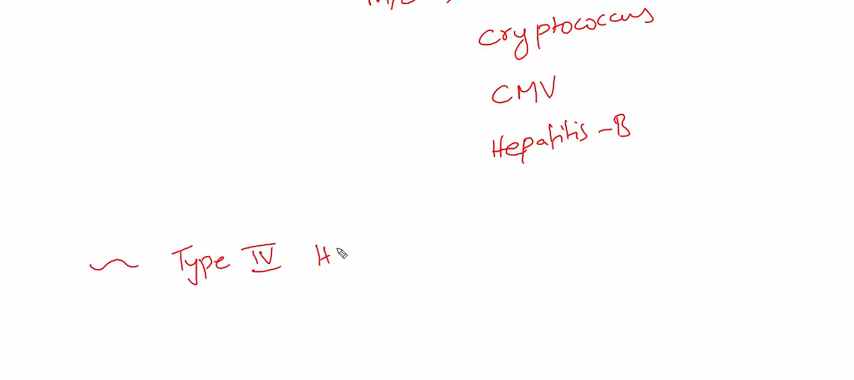 Cryptococcus
CMV
Hepatitis - B
~ Type IV H